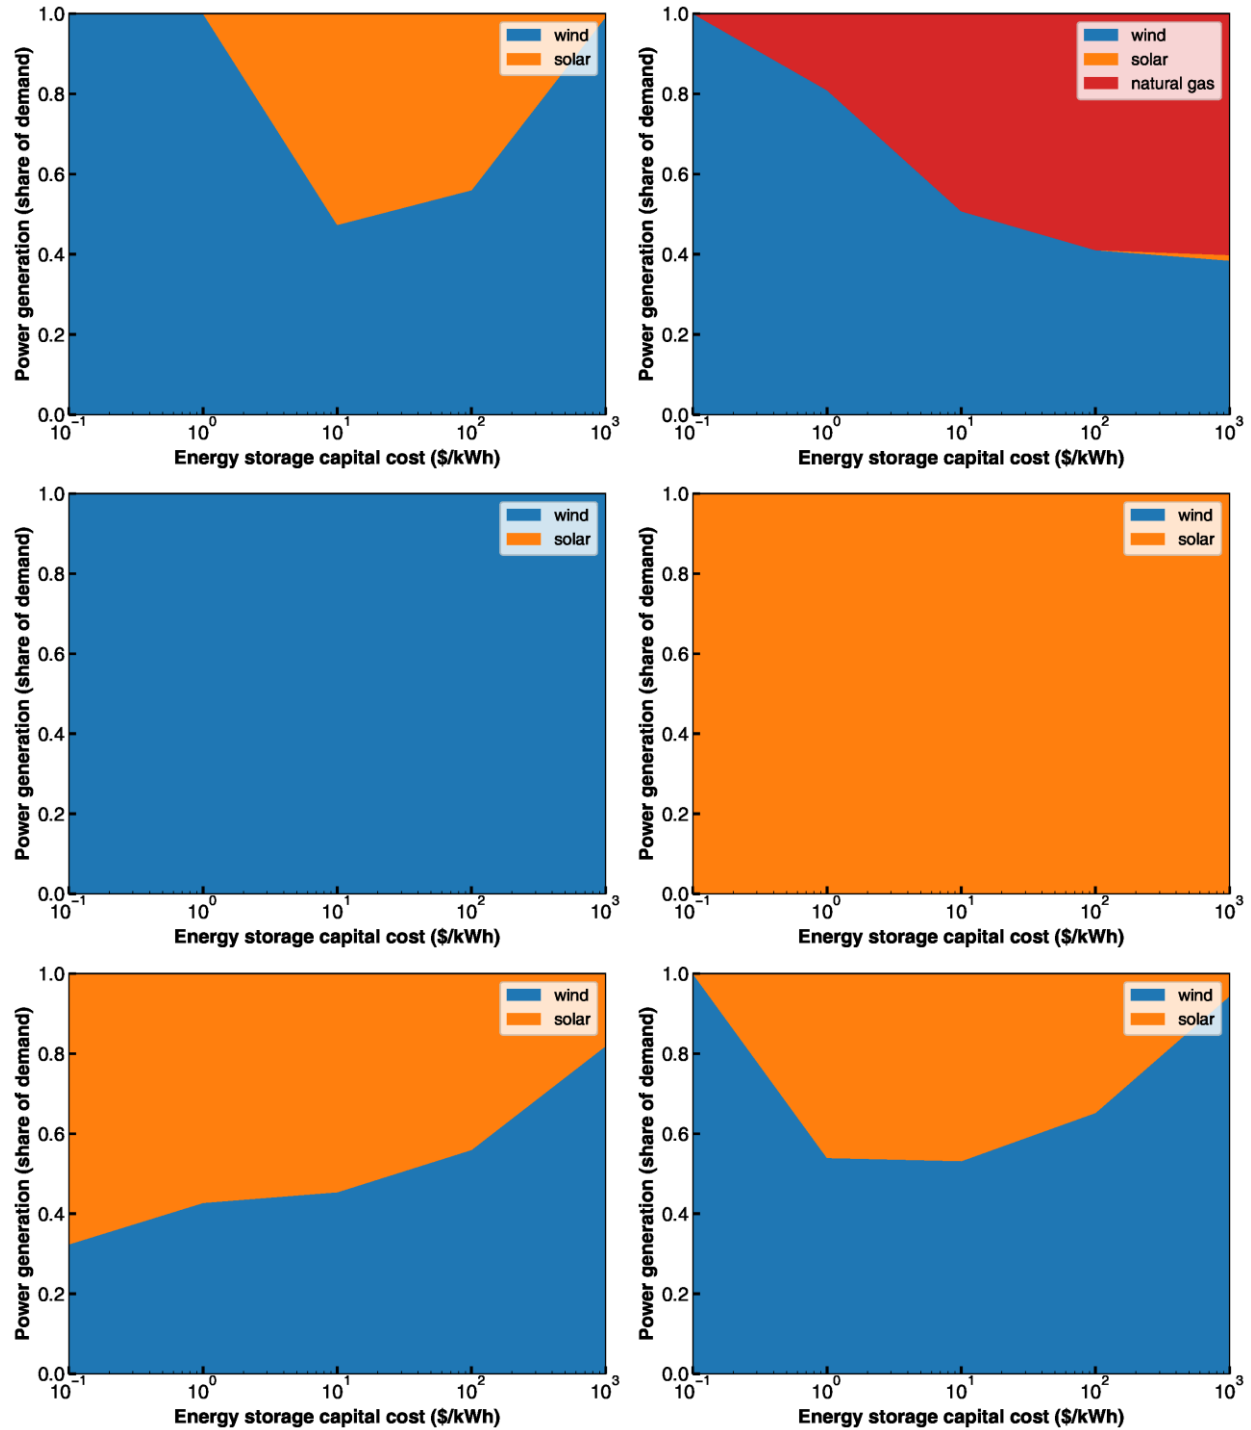 1.0
0.8
0.6
0.4
0.2
0.0
Power generation (share of demand)
wind
solar
10⁻¹ 10⁰ 10¹ 10² 10³
Energy storage capital cost ($/kWh)
1.0
0.8
0.6
0.4
0.2
0.0
Power generation (share of demand)
wind
solar
natural gas
10⁻¹ 10⁰ 10¹ 10² 10³
Energy storage capital cost ($/kWh)
1.0
0.8
0.6
0.4
0.2
0.0
Power generation (share of demand)
wind
solar
10⁻¹ 10⁰ 10¹ 10² 10³
Energy storage capital cost ($/kWh)
1.0
0.8
0.6
0.4
0.2
0.0
Power generation (share of demand)
wind
solar
10⁻¹ 10⁰ 10¹ 10² 10³
Energy storage capital cost ($/kWh)
1.0
0.8
0.6
0.4
0.2
0.0
Power generation (share of demand)
wind
solar
10⁻¹ 10⁰ 10¹ 10² 10³
Energy storage capital cost ($/kWh)
1.0
0.8
0.6
0.4
0.2
0.0
Power generation (share of demand)
wind
solar
10⁻¹ 10⁰ 10¹ 10² 10³
Energy storage capital cost ($/kWh)